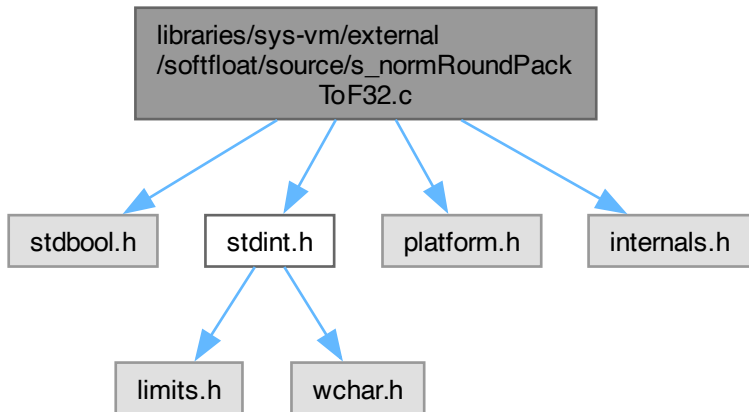 libraries/sys-vm/external
/softfloat/source/s_normRoundPack
ToF32.c
stdbool.h
stdint.h
platform.h
internals.h
limits.h
wchar.h